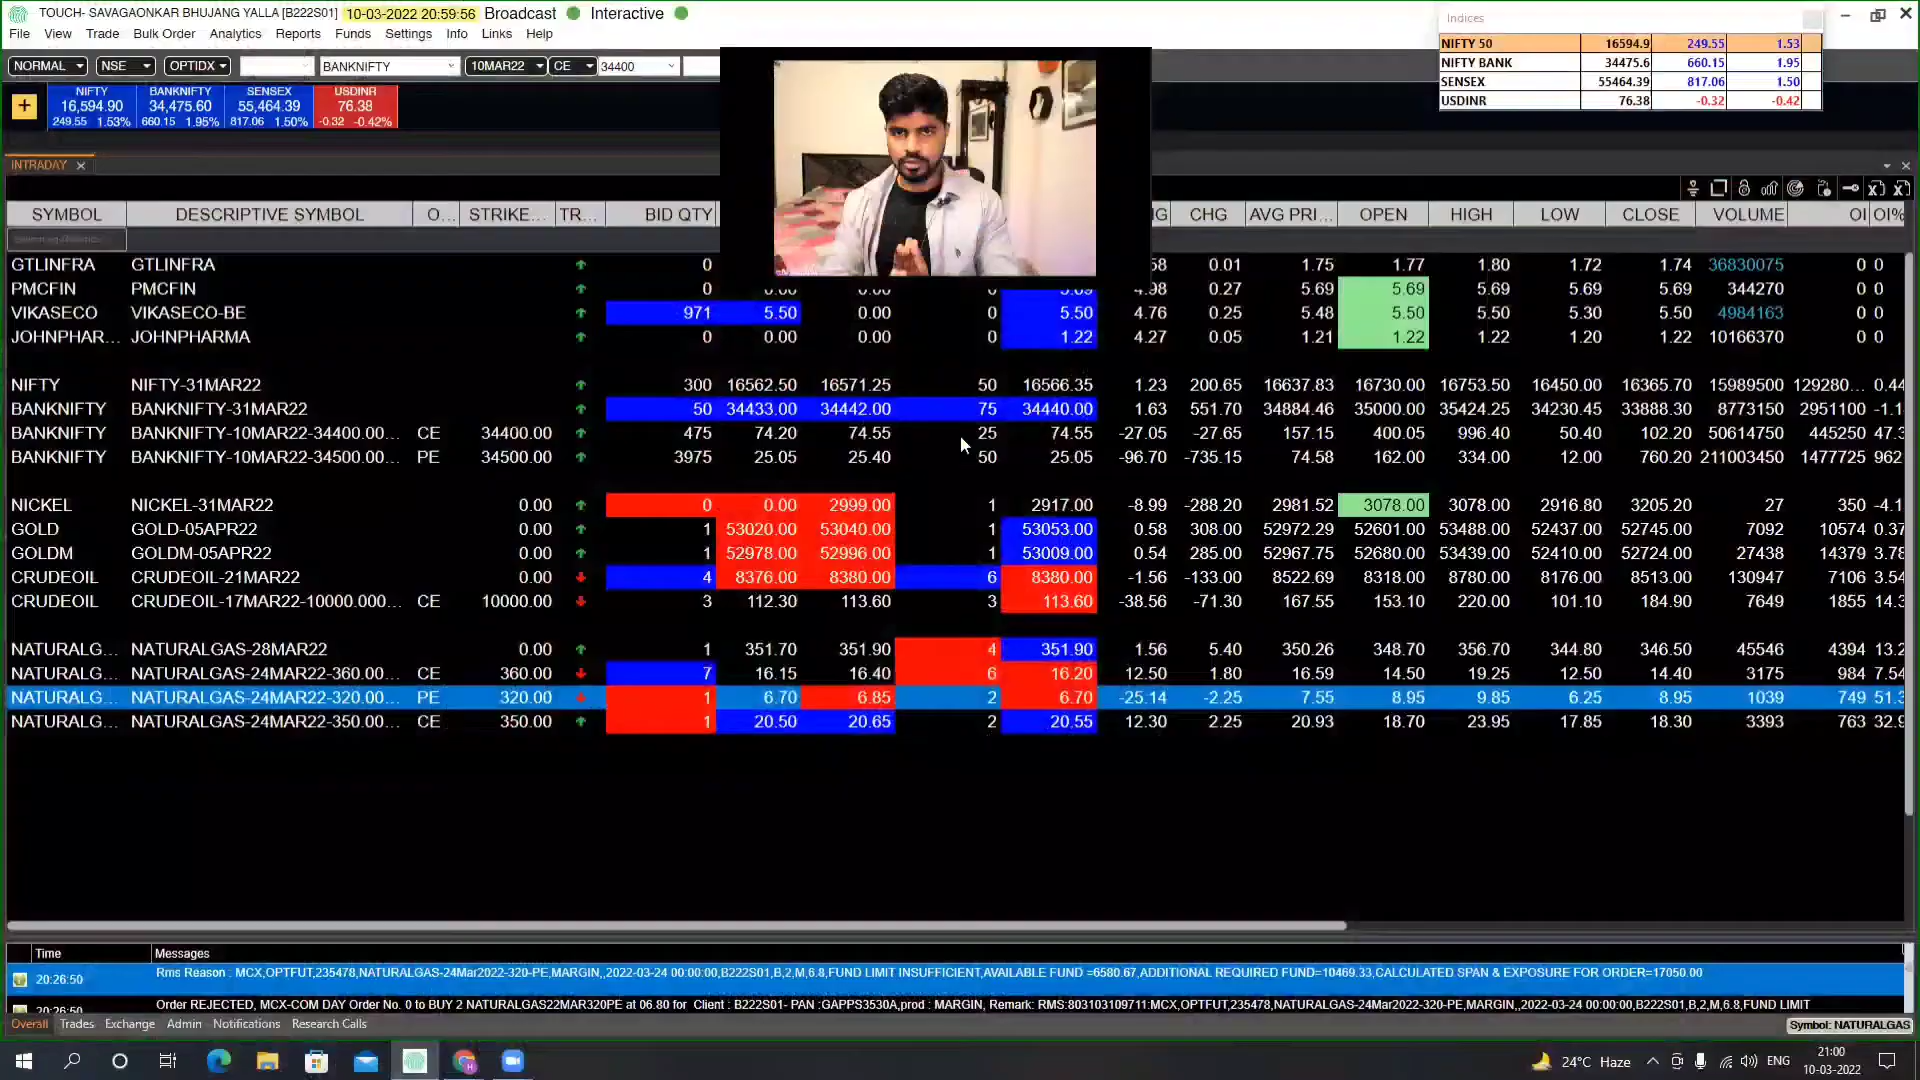 TOUCH- SAVAGAONKAR BHUJANG YALLA [B222S01] 10-03-2022 20:59:56 Broadcast Interactive
File View Trade Bulk Order Analytics Reports Funds Settings Info Links Help
NORMAL NSE OPTIDX BANKNIFTY 10MAR22 CE 34400
Indices
NIFTY 50 16594.9 249.55 1.53
NIFTY BANK 34475.6 660.15 1.95
SENSEX 55464.39 817.06 1.50
USDINR 76.38 -0.32 -0.42
NIFTY BANKNIFTY SENSEX USDINR
16,594.90 34,475.60 55,464.39 76.38
249.55 1.53% 660.15 1.95% 817.06 1.50% -0.32 -0.42%
INTRADAY
SYMBOL DESCRIPTIVE SYMBOL O... STRIKE... TR... BID QTY CHG AVG PRI... OPEN HIGH LOW CLOSE VOLUME OI OI%
GTLINFRA GTLINFRA 0 0.01 1.75 1.77 1.80 1.72 1.74 36830075 0 0
PMCFIN PMCFIN 0 0.00 0.00 0 5.69 4.98 0.27 5.69 5.69 5.69 5.69 5.69 344270 0 0
VIKASECO VIKASECO-BE 971 5.50 0.00 0 5.50 4.76 0.25 5.48 5.50 5.50 5.30 5.50 4984163 0 0
JOHNPHAR... JOHNPHARMA 0 0.00 0.00 0 1.22 4.27 0.05 1.21 1.22 1.22 1.20 1.22 10166370 0 0
NIFTY NIFTY-31MAR22 300 16562.50 16571.25 50 16566.35 1.23 200.65 16637.83 16730.00 16753.50 16450.00 16365.70 15989500 129280... 0.44
BANKNIFTY BANKNIFTY-31MAR22 50 34433.00 34442.00 75 34440.00 1.63 551.70 34884.46 35000.00 35424.25 34230.45 33888.30 8773150 2951100 -1.1
BANKNIFTY BANKNIFTY-10MAR22-34400.00... CE 34400.00 475 74.20 74.55 25 74.55 -27.05 -27.65 157.15 400.05 996.40 50.40 102.20 50614750 445250 47.3
BANKNIFTY BANKNIFTY-10MAR22-34500.00... PE 34500.00 3975 25.05 25.40 50 25.05 -96.70 -735.15 74.58 162.00 334.00 12.00 760.20 211003450 1477725 962
NICKEL NICKEL-31MAR22 0.00 0 0.00 2999.00 1 2917.00 -8.99 -288.20 2981.52 3078.00 3078.00 2916.80 3205.20 27 350 -4.1
GOLD GOLD-05APR22 0.00 1 53020.00 53040.00 1 53053.00 0.58 308.00 52972.29 52601.00 53488.00 52437.00 52745.00 7092 10574 0.37
GOLDM GOLDM-05APR22 0.00 1 52978.00 52996.00 1 53009.00 0.54 285.00 52967.75 52680.00 53439.00 52410.00 52724.00 27438 14379 3.78
CRUDEOIL CRUDEOIL-21MAR22 0.00 4 8376.00 8380.00 6 8380.00 -1.56 -133.00 8522.69 8318.00 8780.00 8176.00 8513.00 130947 7106 3.54
CRUDEOIL CRUDEOIL-17MAR22-10000.000... CE 10000.00 3 112.30 113.60 3 113.60 -38.56 -71.30 167.55 153.10 220.00 101.10 184.90 7649 1855 14.3
NATURALG... NATURALGAS-28MAR22 0.00 1 351.70 351.90 4 351.90 1.56 5.40 350.26 348.70 356.70 344.80 346.50 45546 4394 13.2
NATURALG... NATURALGAS-24MAR22-360.00... CE 360.00 7 16.15 16.40 6 16.20 12.50 1.80 16.59 14.50 19.25 12.50 14.40 3175 984 7.54
NATURALG... NATURALGAS-24MAR22-320.00... PE 320.00 1 6.70 6.85 2 6.70 -25.14 -2.25 7.55 8.95 9.85 6.25 8.95 1039 749 51.3
NATURALG... NATURALGAS-24MAR22-350.00... CE 350.00 1 20.50 20.65 2 20.55 12.30 2.25 20.93 18.70 23.95 17.85 18.30 3393 763 32.9
Time Messages
20:26:50 Rms Reason : MCX,OPTFUT,235478,NATURALGAS-24Mar2022-320-PE,MARGIN,,2022-03-24 00:00:00,B222S01,B,2,M,6.8,FUND LIMIT INSUFFICIENT,AVAILABLE FUND =6580.67,ADDITIONAL REQUIRED FUND=10469.33,CALCULATED SPAN & EXPOSURE FOR ORDER=17050.00
20:26:50 Order REJECTED, MCX-COM DAY Order No. 0 to BUY 2 NATURALGAS22MAR320PE at 06.80 for Client : B222S01- PAN :GAPPS3530A,prod : MARGIN, Remark: RMS:803103109711:MCX,OPTFUT,235478,NATURALGAS-24Mar2022-320-PE,MARGIN,,2022-03-24 00:00:00,B222S01,B,2,M,6.8,FUND LIMIT
Overall Trades Exchange Admin Notifications Research Calls Symbol: NATURALGAS
24°C Haze ENG 21:00
10-03-2022